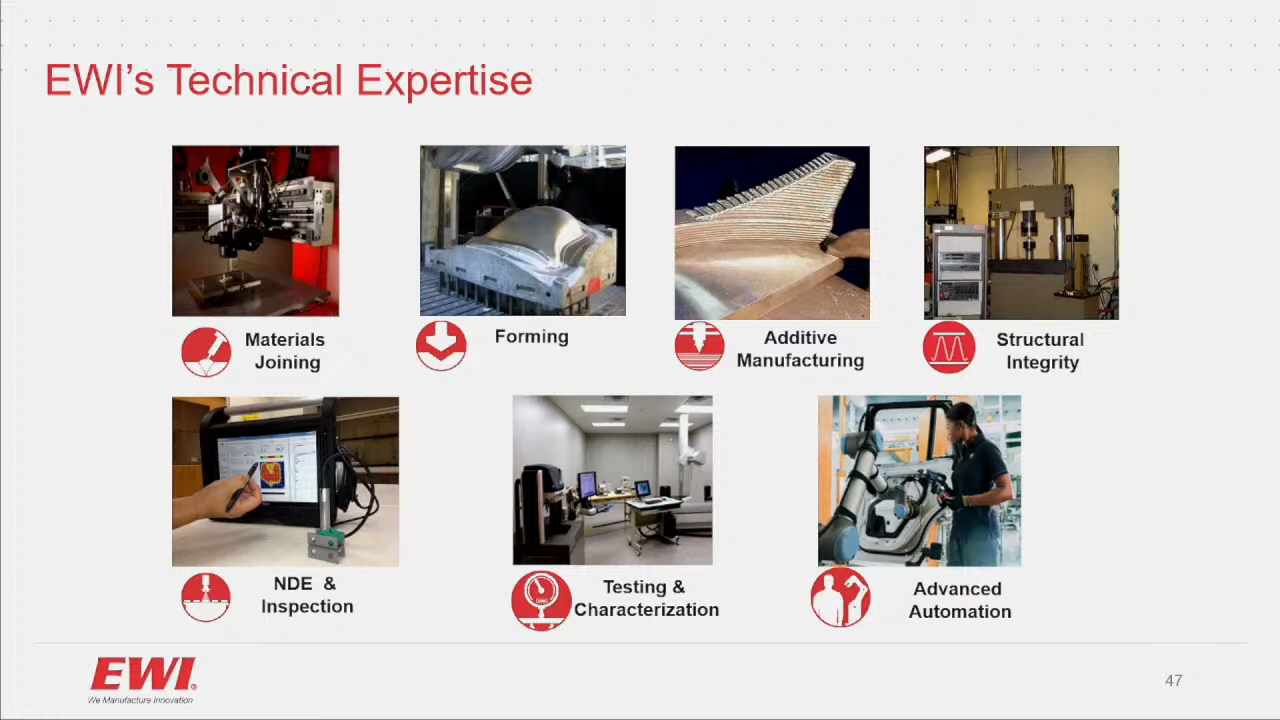 EWI's Technical Expertise
Materials
Joining
Forming
Additive
Manufacturing
Structural
Integrity
NDE &
Inspection
Testing &
Characterization
Advanced
Automation
EWI®
We Manufacture Innovation
47